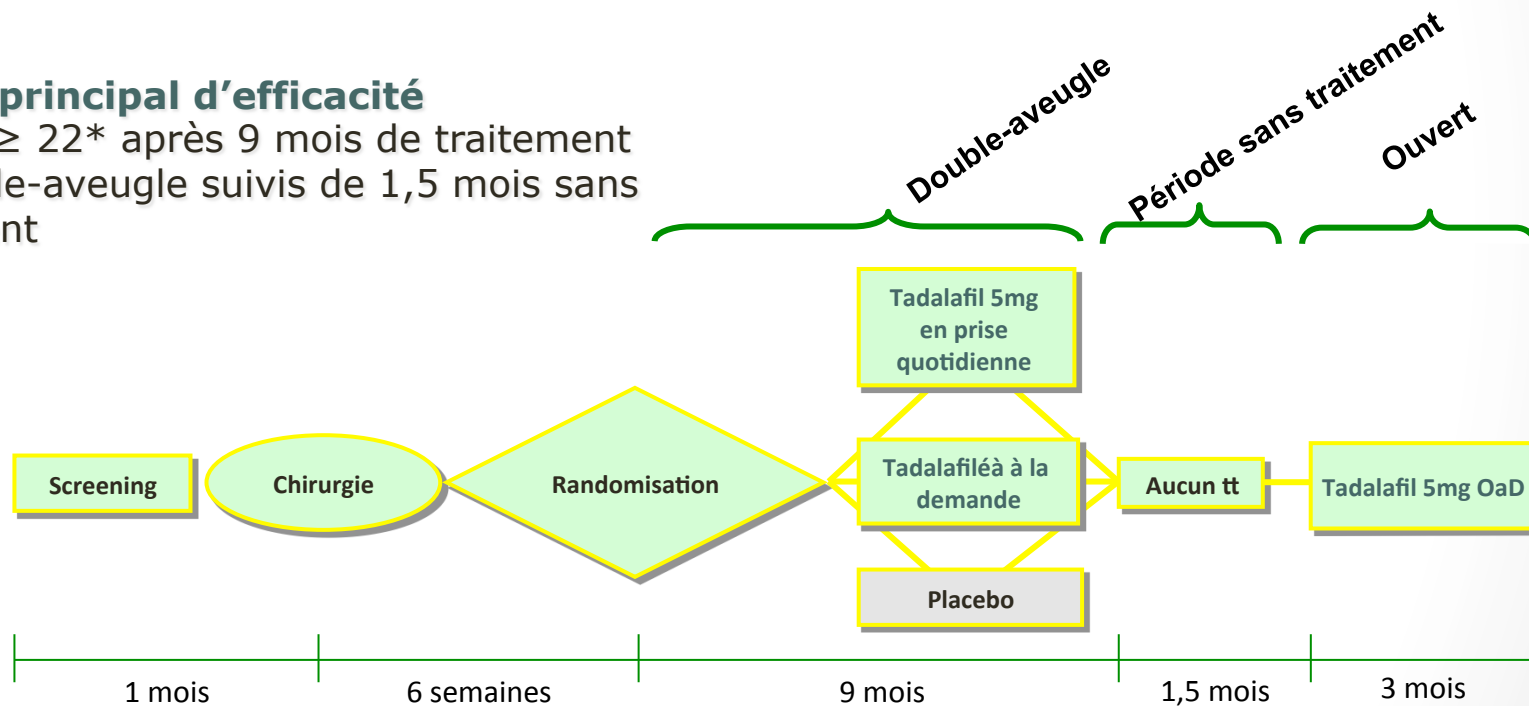 principal d’efficacité
≥ 22* après 9 mois de traitement
le-aveugle suivis de 1,5 mois sans
nt
Double-aveugle
Période sans traitement
Ouvert
Screening
Chirurgie
Randomisation
Tadalafil 5mg
en prise
quotidienne
Tadalafiléà à la
demande
Placebo
Aucun tt
Tadalafil 5mg OaD
1 mois
6 semaines
9 mois
1,5 mois
3 mois